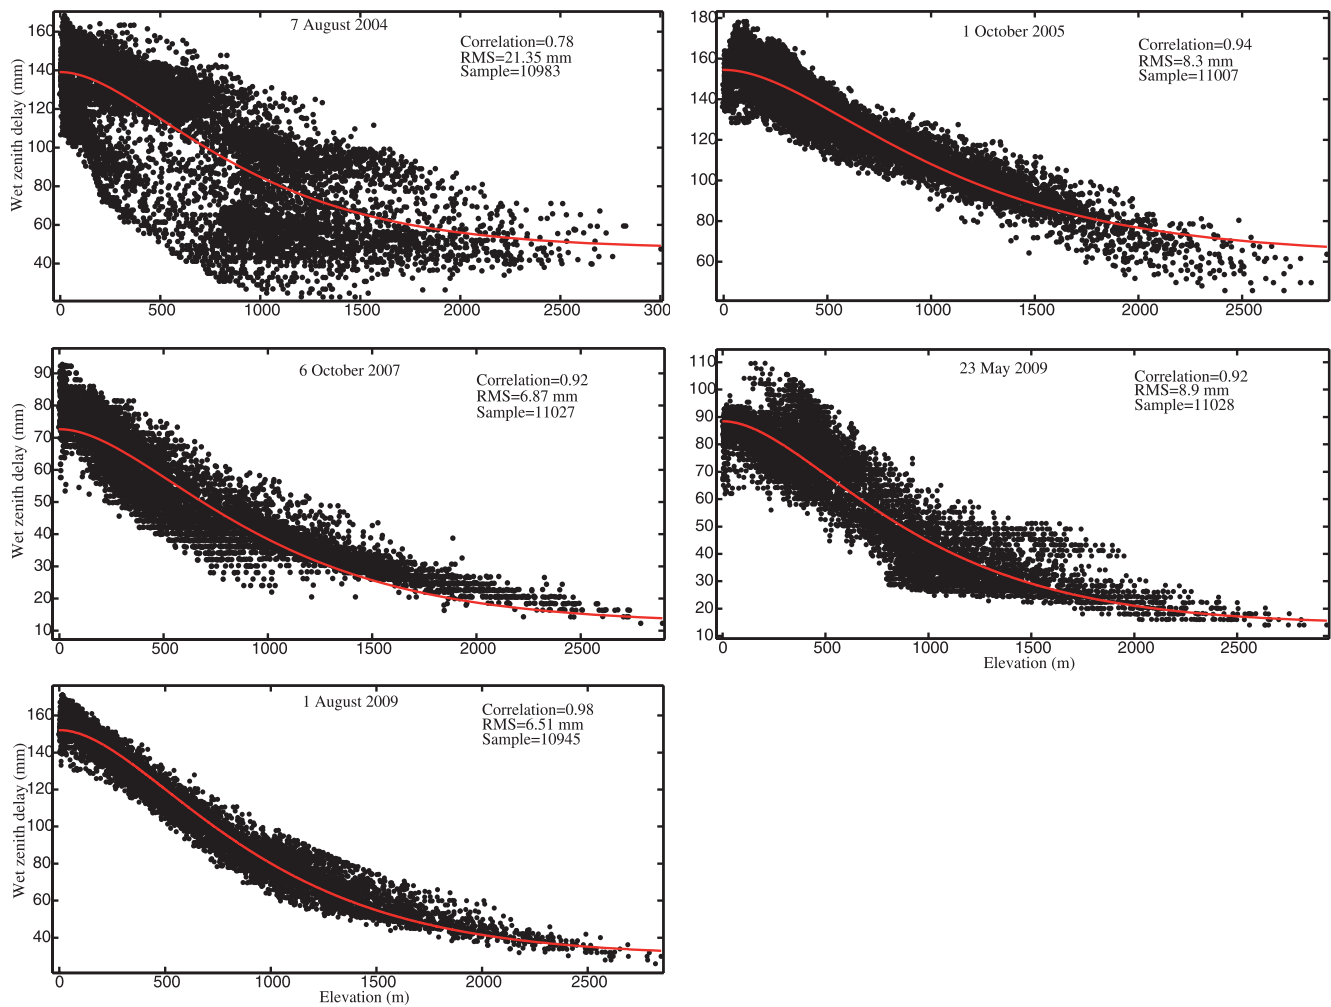 7 August 2004
Correlation=0.78
RMS=21.35 mm
Sample=10983
Wet zenith delay (mm)
160
140
120
100
80
60
40
0 500 1000 1500 2000 2500 300
1 October 2005
Correlation=0.94
RMS=8.3 mm
Sample=11007
180
160
140
120
100
80
60
0 500 1000 1500 2000 2500
6 October 2007
Correlation=0.92
RMS=6.87 mm
Sample=11027
Wet zenith delay (mm)
90
80
70
60
50
40
30
20
10
0 500 1000 1500 2000 2500
23 May 2009
Correlation=0.92
RMS=8.9 mm
Sample=11028
110
100
90
80
70
60
50
40
30
20
10
0 500 1000 1500 2000 2500
Elevation (m)
1 August 2009
Correlation=0.98
RMS=6.51 mm
Sample=10945
Wet zenith delay (mm)
160
140
120
100
80
60
40
0 500 1000 1500 2000 2500
Elevation (m)